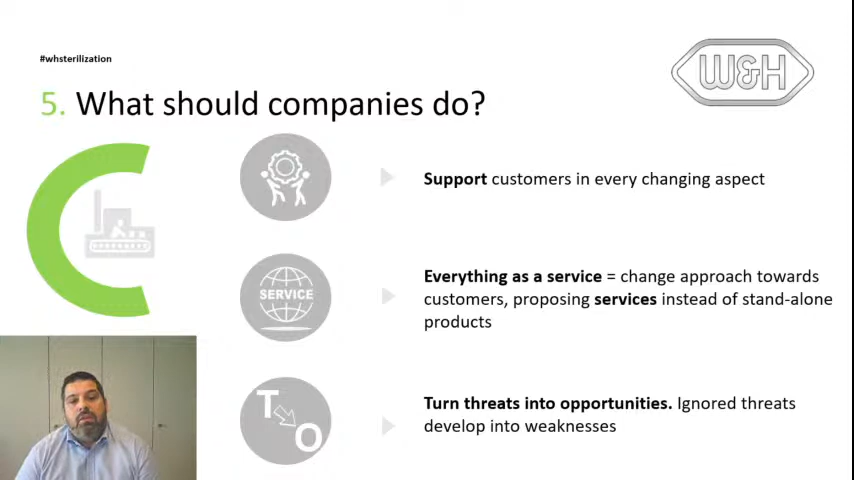 #whsterilization
W&H
5. What should companies do?
Support customers in every changing aspect
SERVICE
Everything as a service = change approach towards
customers, proposing services instead of stand-alone
products
T
O
Turn threats into opportunities. Ignored threats
develop into weaknesses